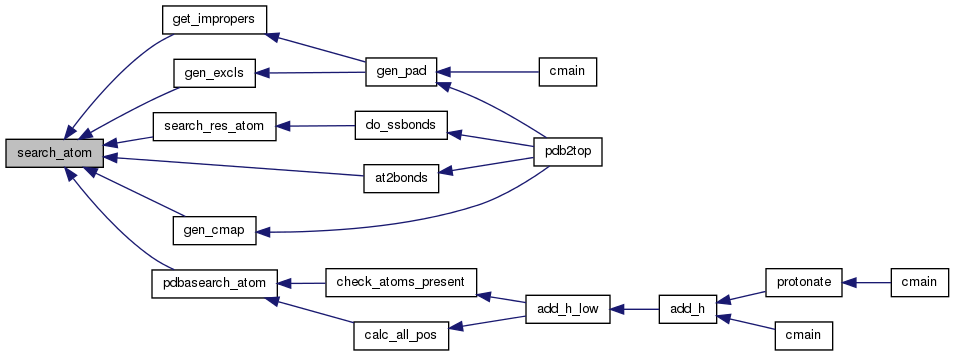 get_impropers
gen_excls
gen_pad
cmain
search_res_atom
do_ssbonds
search_atom
pdb2top
at2bonds
gen_cmap
pdbasearch_atom
check_atoms_present
protonate
cmain
add_h_low
add_h
calc_all_pos
cmain